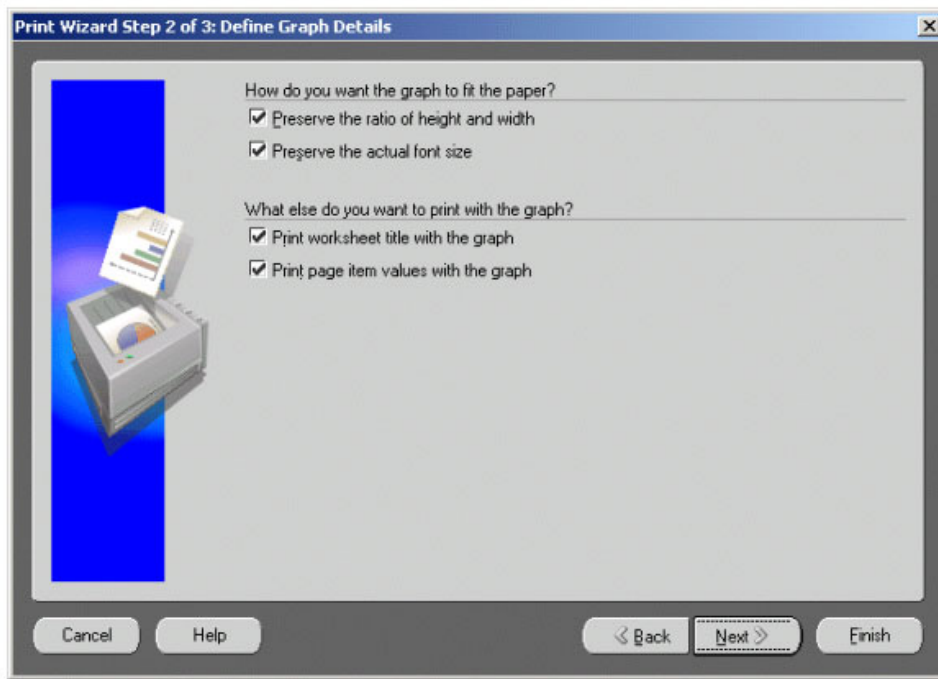 Print Wizard Step 2 of 3: Define Graph Details
How do you want the graph to fit the paper?
Preserve the ratio of height and width
Preserve the actual font size
What else do you want to print with the graph?
Print worksheet title with the graph
Print page item values with the graph
Cancel Help Back Next Finish